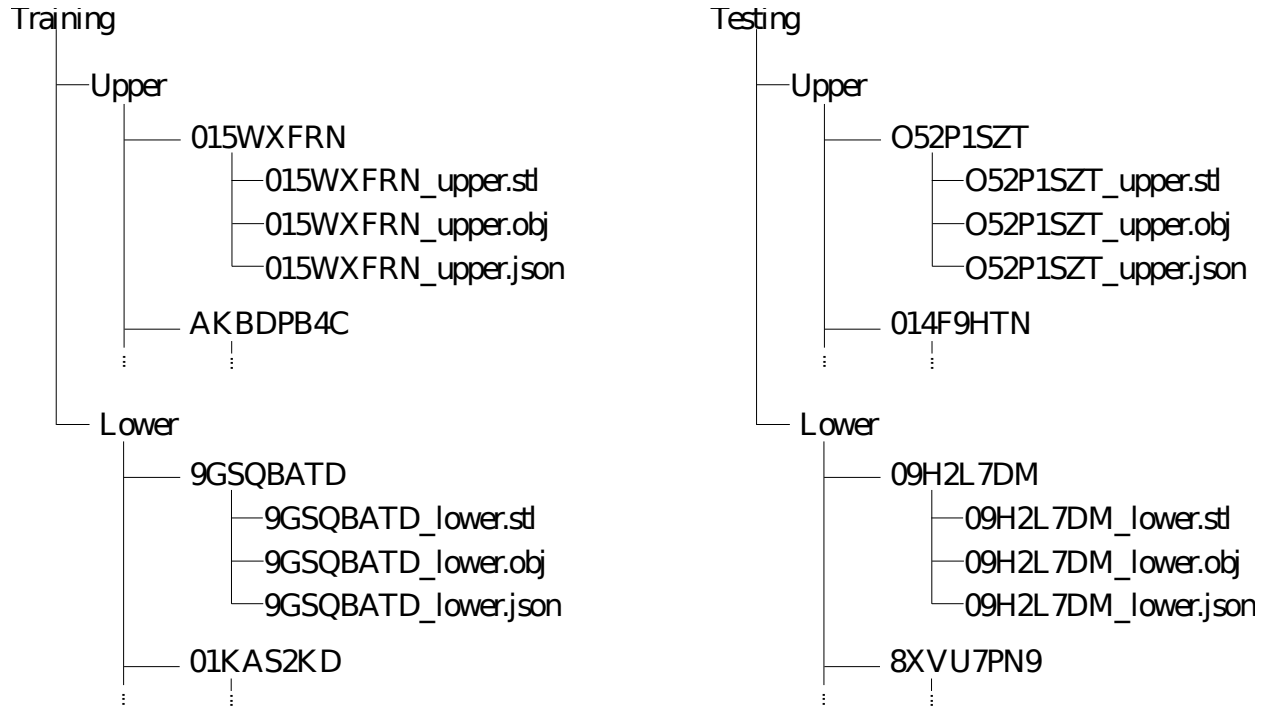 Training
Upper
015WXFRN
015WXFRN_upper.stl
015WXFRN_upper.obj
015WXFRN_upper.json
AKBDPB4C
Lower
9GSQBATD
9GSQBATD_lower.stl
9GSQBATD_lower.obj
9GSQBATD_lower.json
01KAS2KD
Testing
Upper
O52P1SZT
O52P1SZT_upper.stl
O52P1SZT_upper.obj
O52P1SZT_upper.json
014F9HTN
Lower
09H2L7DM
09H2L7DM_lower.stl
09H2L7DM_lower.obj
09H2L7DM_lower.json
8XVU7PN9